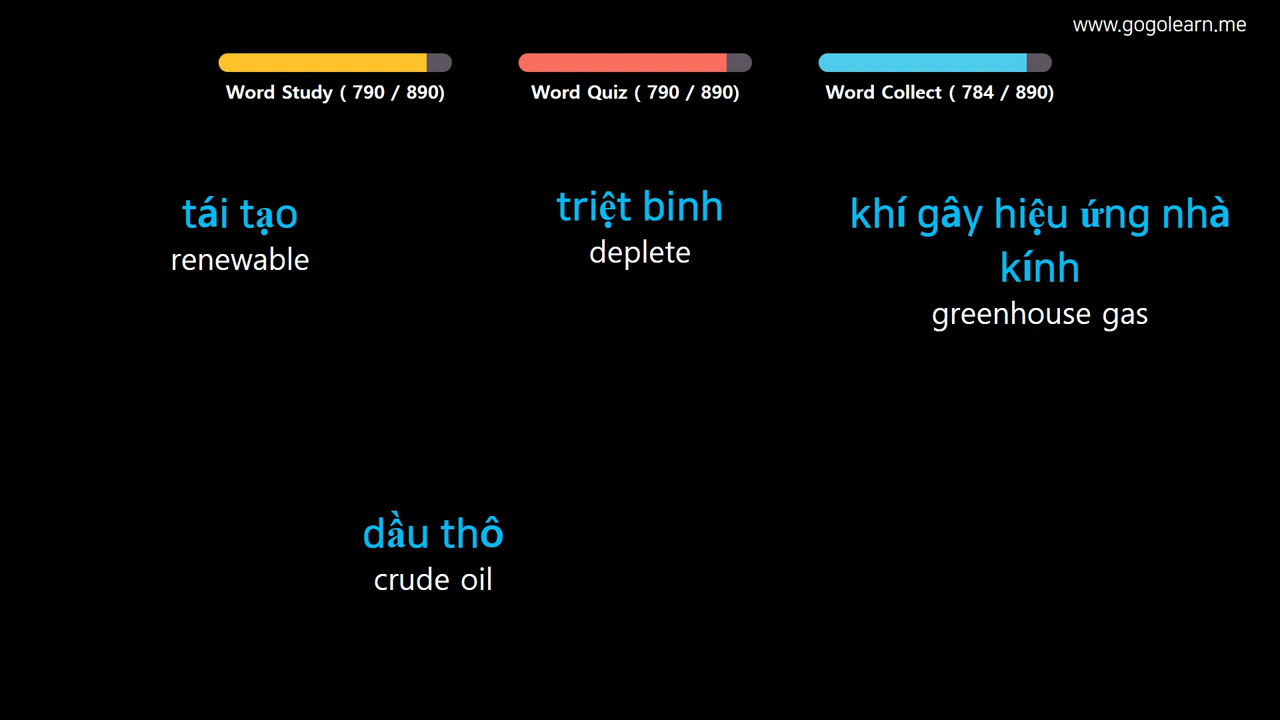 www.gogolearn.me
Word Study ( 790 / 890)
Word Quiz ( 790 / 890)
Word Collect ( 784 / 890)
tái tạo
renewable
triệt binh
deplete
khí gây hiệu ứng nhà
kính
greenhouse gas
dầu thô
crude oil